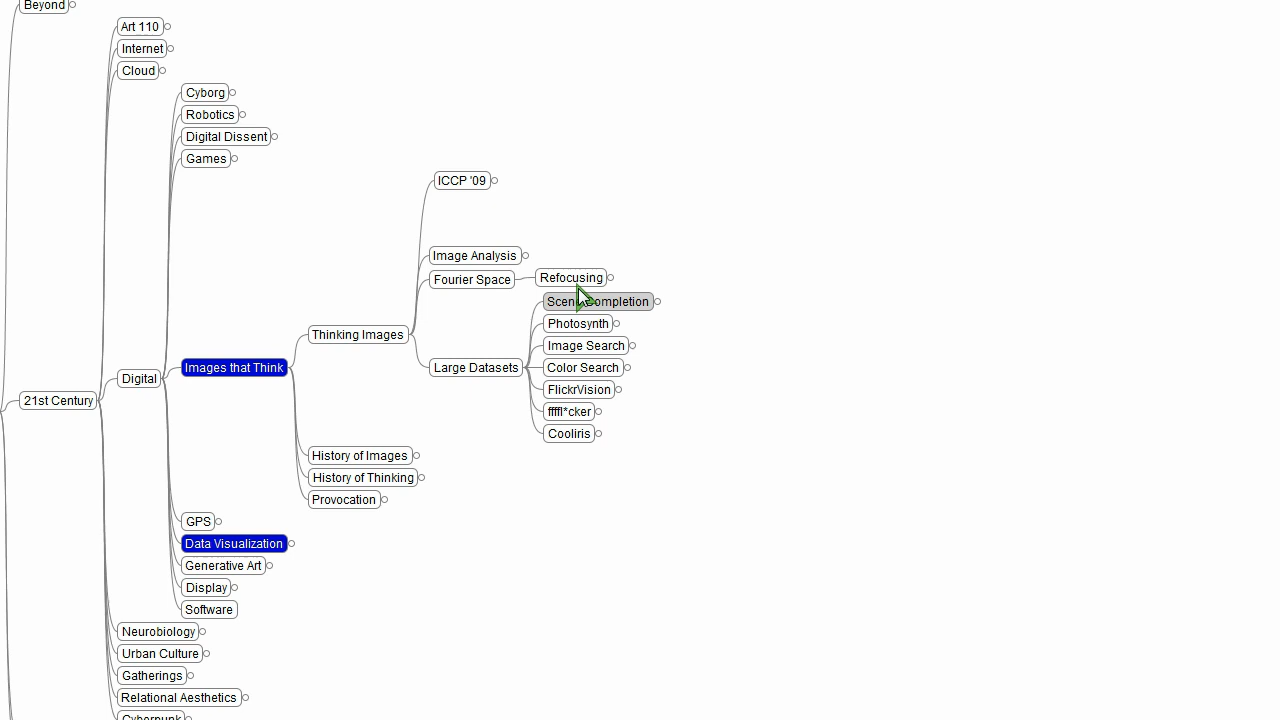 Beyond
Art 110
Internet
Cloud
Cyborg
Robotics
Digital Dissent
Games
ICCP '09
Image Analysis
Fourier Space
Refocusing
Scene Completion
Photosynth
Thinking Images
Image Search
Large Datasets
Color Search
Images that Think
Digital
FlickrVision
21st Century
fffffl*cker
Cooliris
History of Images
History of Thinking
Provocation
GPS
Data Visualization
Generative Art
Display
Software
Neurobiology
Urban Culture
Gatherings
Relational Aesthetics
Cyberpunk